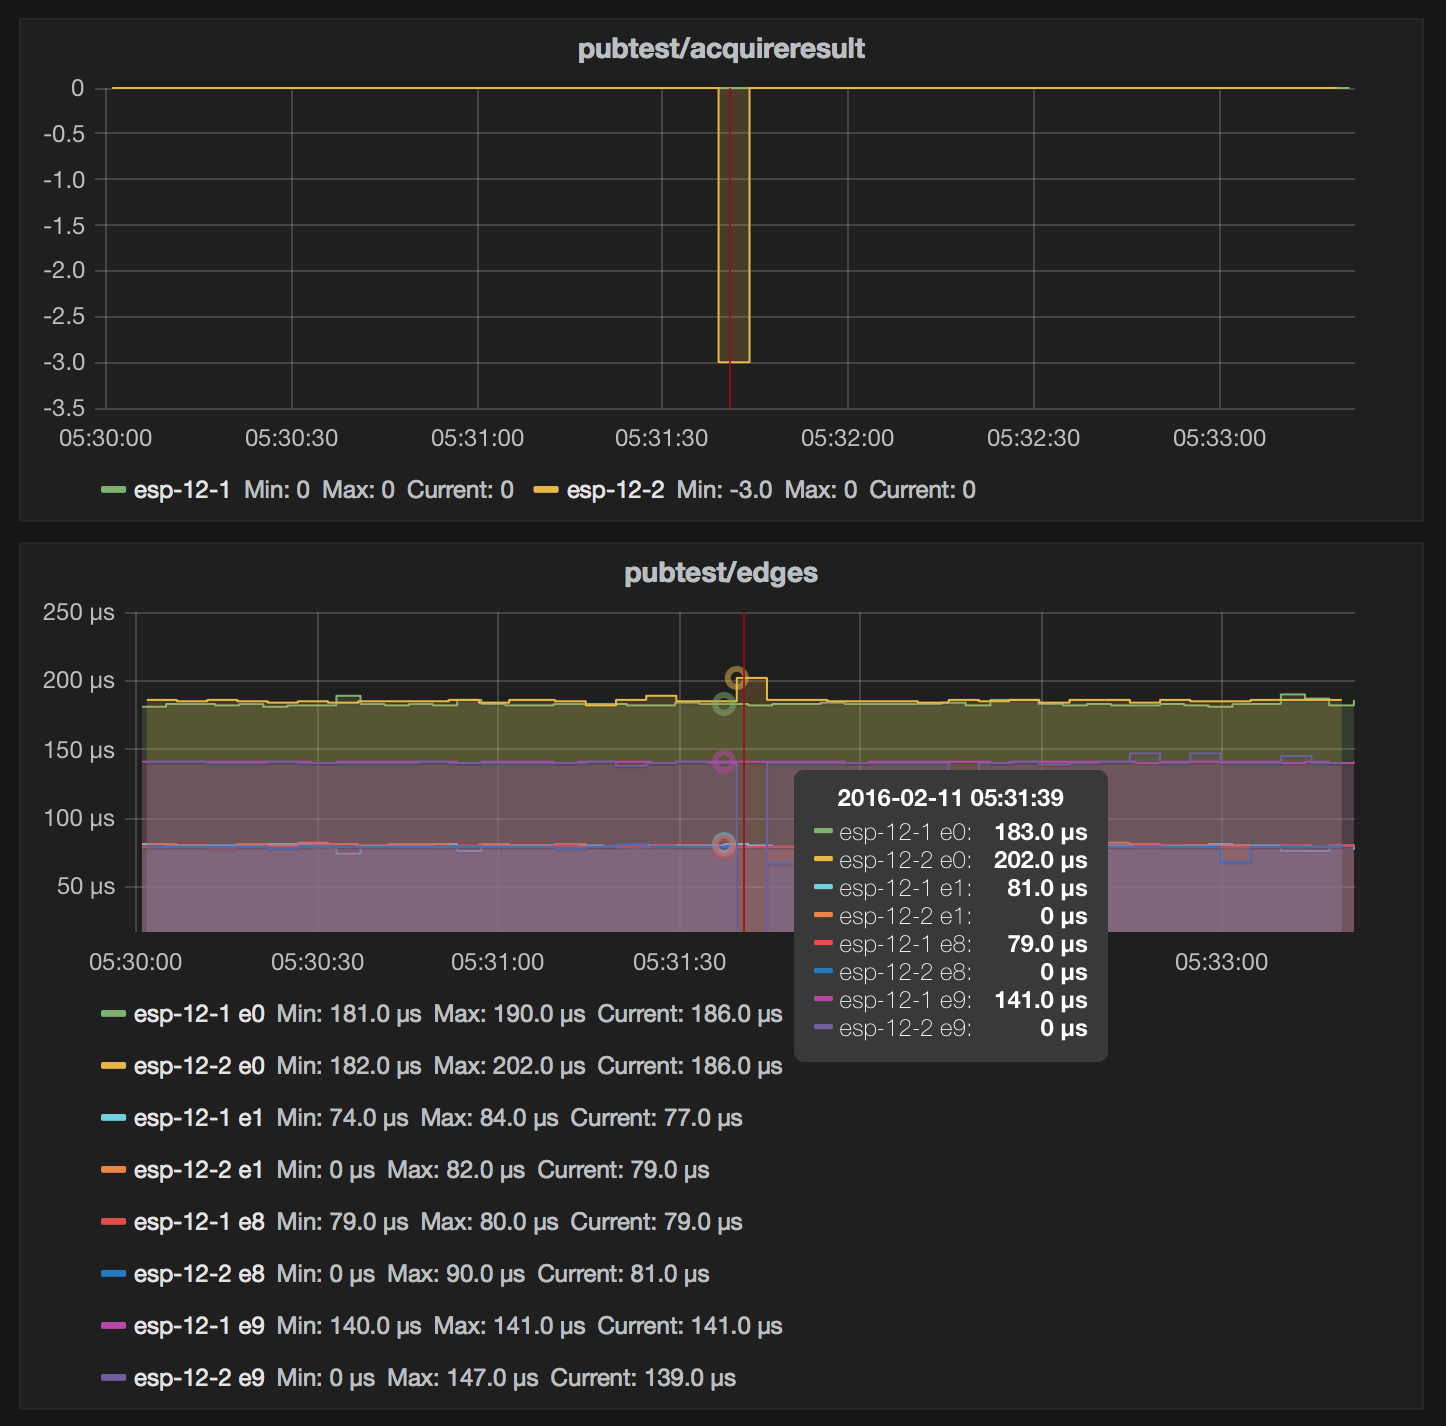 pubtest/acquireresult
0
-0.5
-1.0
-1.5
-2.0
-2.5
-3.0
-3.5
05:30:00 05:30:30 05:31:00 05:31:30 05:32:00 05:32:30 05:33:00
esp-12-1 Min: 0 Max: 0 Current: 0 esp-12-2 Min: -3.0 Max: 0 Current: 0
pubtest/edges
250 µs
200 µs
150 µs
100 µs
50 µs
05:30:00 05:30:30 05:31:00 05:31:30 05:33:00
2016-02-11 05:31:39
esp-12-1 e0: 183.0 µs
esp-12-2 e0: 202.0 µs
esp-12-1 e1: 81.0 µs
esp-12-2 e1: 0 µs
esp-12-1 e8: 79.0 µs
esp-12-2 e8: 0 µs
esp-12-1 e9: 141.0 µs
esp-12-2 e9: 0 µs
esp-12-1 e0 Min: 181.0 µs Max: 190.0 µs Current: 186.0 µs
esp-12-2 e0 Min: 182.0 µs Max: 202.0 µs Current: 186.0 µs
esp-12-1 e1 Min: 74.0 µs Max: 84.0 µs Current: 77.0 µs
esp-12-2 e1 Min: 0 µs Max: 82.0 µs Current: 79.0 µs
esp-12-1 e8 Min: 79.0 µs Max: 80.0 µs Current: 79.0 µs
esp-12-2 e8 Min: 0 µs Max: 90.0 µs Current: 81.0 µs
esp-12-1 e9 Min: 140.0 µs Max: 141.0 µs Current: 141.0 µs
esp-12-2 e9 Min: 0 µs Max: 147.0 µs Current: 139.0 µs